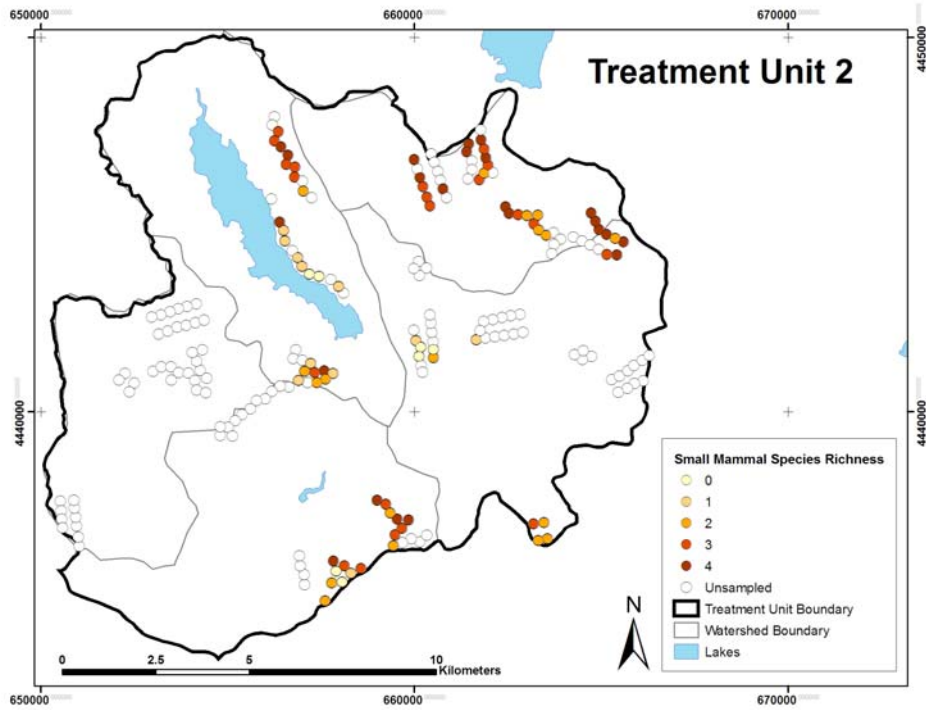 650000
660000
670000
4450000
Treatment Unit 2
4440000
4440000
Small Mammal Species Richness
0
1
2
3
4
Unsampled
Treatment Unit Boundary
Watershed Boundary
Lakes
N
0
2.5
5
10
Kilometers
650000
660000
670000